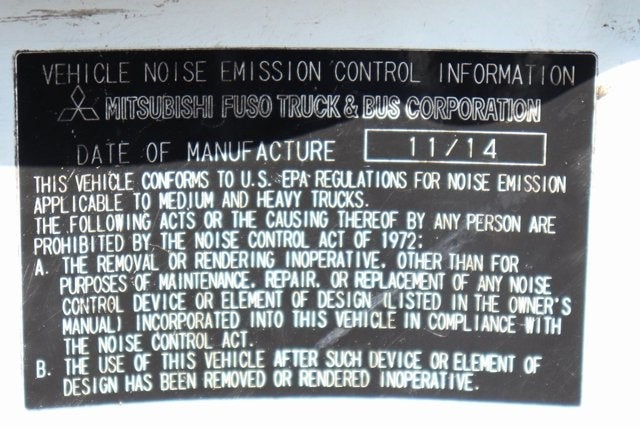 VEHICLE NOISE EMISSION CONTROL INFORMATION
MITSUBISHI FUSO TRUCK & BUS CORPORATION
DATE OF MANUFACTURE 11/14
THIS VEHICLE CONFORMS TO U.S. EPA REGULATIONS FOR NOISE EMISSION
APPLICABLE TO MEDIUM AND HEAVY TRUCKS.
THE FOLLOWING ACTS OR THE CAUSING THEREOF BY ANY PERSON ARE
PROHIBITED BY THE NOISE CONTROL ACT OF 1972:
A. THE REMOVAL OR RENDERING INOPERATIVE, OTHER THAN FOR
PURPOSES OF MAINTENANCE, REPAIR, OR REPLACEMENT OF ANY NOISE
CONTROL DEVICE OR ELEMENT OF DESIGN (LISTED IN THE OWNER'S
MANUAL) INCORPORATED INTO THIS VEHICLE IN COMPLIANCE WITH
THE NOISE CONTROL ACT.
B. THE USE OF THIS VEHICLE AFTER SUCH DEVICE OR ELEMENT OF
DESIGN HAS BEEN REMOVED OR RENDERED INOPERATIVE.